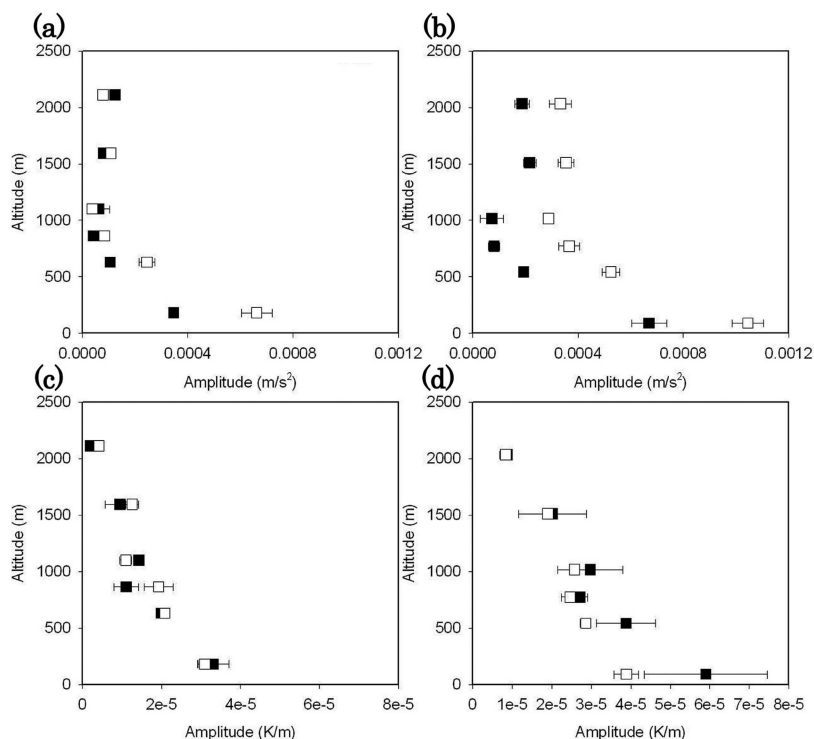 (a)
2500
2000
1500
1000
500
0
Altitude (m)
0.0000 0.0004 0.0008 0.0012
Amplitude (m/s²)
(b)
2500
2000
1500
1000
500
0
Altitude (m)
0.0000 0.0004 0.0008 0.0012
Amplitude (m/s²)
(c)
2500
2000
1500
1000
500
0
Altitude (m)
0 2e-5 4e-5 6e-5 8e-5
Amplitude (K/m)
(d)
2500
2000
1500
1000
500
0
Altitude (m)
0 1e-5 2e-5 3e-5 4e-5 5e-5 6e-5 7e-5 8e-5
Amplitude (K/m)